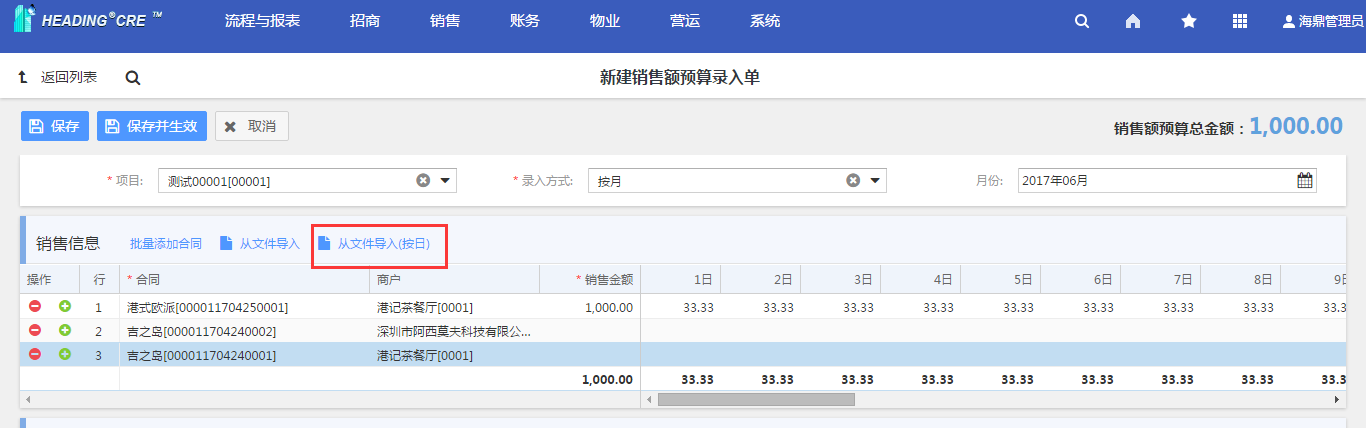 HEADING®CRE ™ 流程与报表 招商 销售 账务 物业 营运 系统 海鼎管理员
返回列表 新建销售额预算录入单
保存 保存并生效 取消 销售额预算总金额：1,000.00
* 项目: 测试00001[00001] * 录入方式: 按月 月份: 2017年06月
销售信息 批量添加合同 从文件导入 从文件导入(按日)
操作 行 * 合同 商户 * 销售金额 1日 2日 3日 4日 5日 6日 7日 8日 9日
1 港式欧派[000011704250001] 港记茶餐厅[0001] 1,000.00 33.33 33.33 33.33 33.33 33.33 33.33 33.33 33.33 33.3
2 吉之岛[000011704240002] 深圳市阿西莫夫科技有限公...
3 吉之岛[000011704240001] 港记茶餐厅[0001]
1,000.00 33.33 33.33 33.33 33.33 33.33 33.33 33.33 33.33 33.3